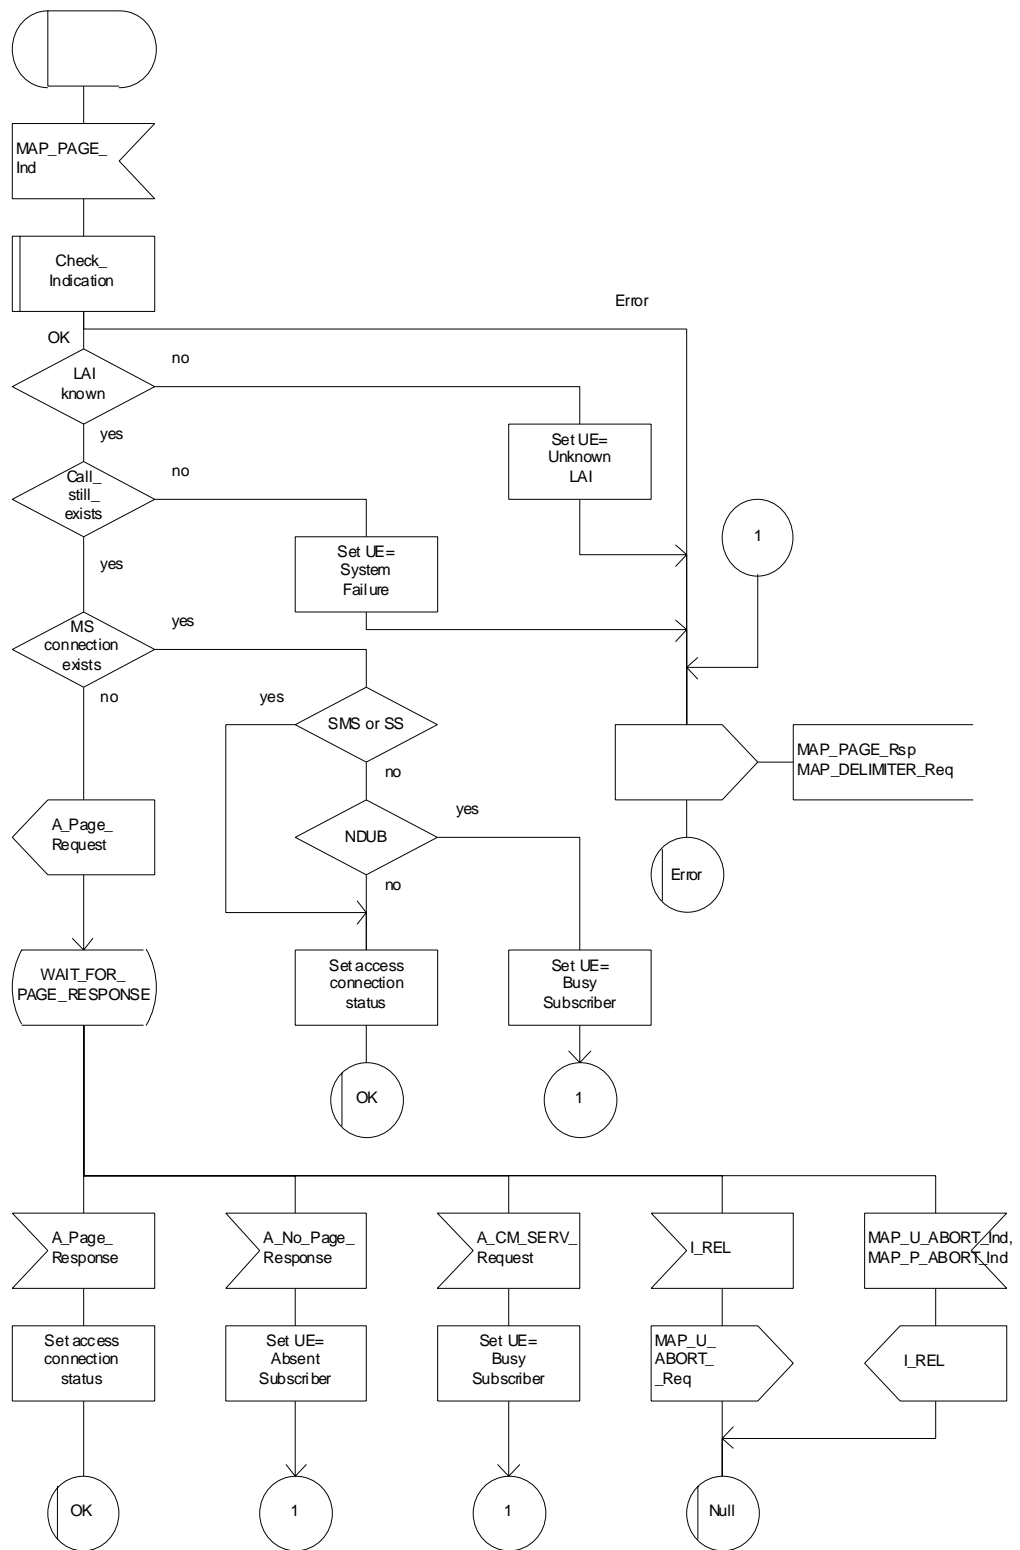 MAP_PAGE_
Ind
Check_
Indication
Error
OK
no
LAI
known
yes
Set UE=
Unknown
LAI
no
Call_
still_
exists
1
Set UE=
System
Failure
yes
yes
MS
connection
exists
no
yes
SMS or SS
no
MAP_PAGE_Rsp
MAP_DELIMITER_Req
A_Page_
Request
yes
NDUB
no
Error
WAIT_FOR_
PAGE_RESPONSE
Set access
connection
status
Set UE=
Busy
Subscriber
OK
1
A_Page_
Response
A_No_Page_
Response
A_CM_SERV_
Request
I_REL
MAP_U_ABORT_Ind,
MAP_P_ABORT_Ind
Set access
connection
status
Set UE=
Absent
Subscriber
Set UE=
Busy
Subscriber
MAP_U_
ABORT_
_Req
I_REL
OK
1
1
Null